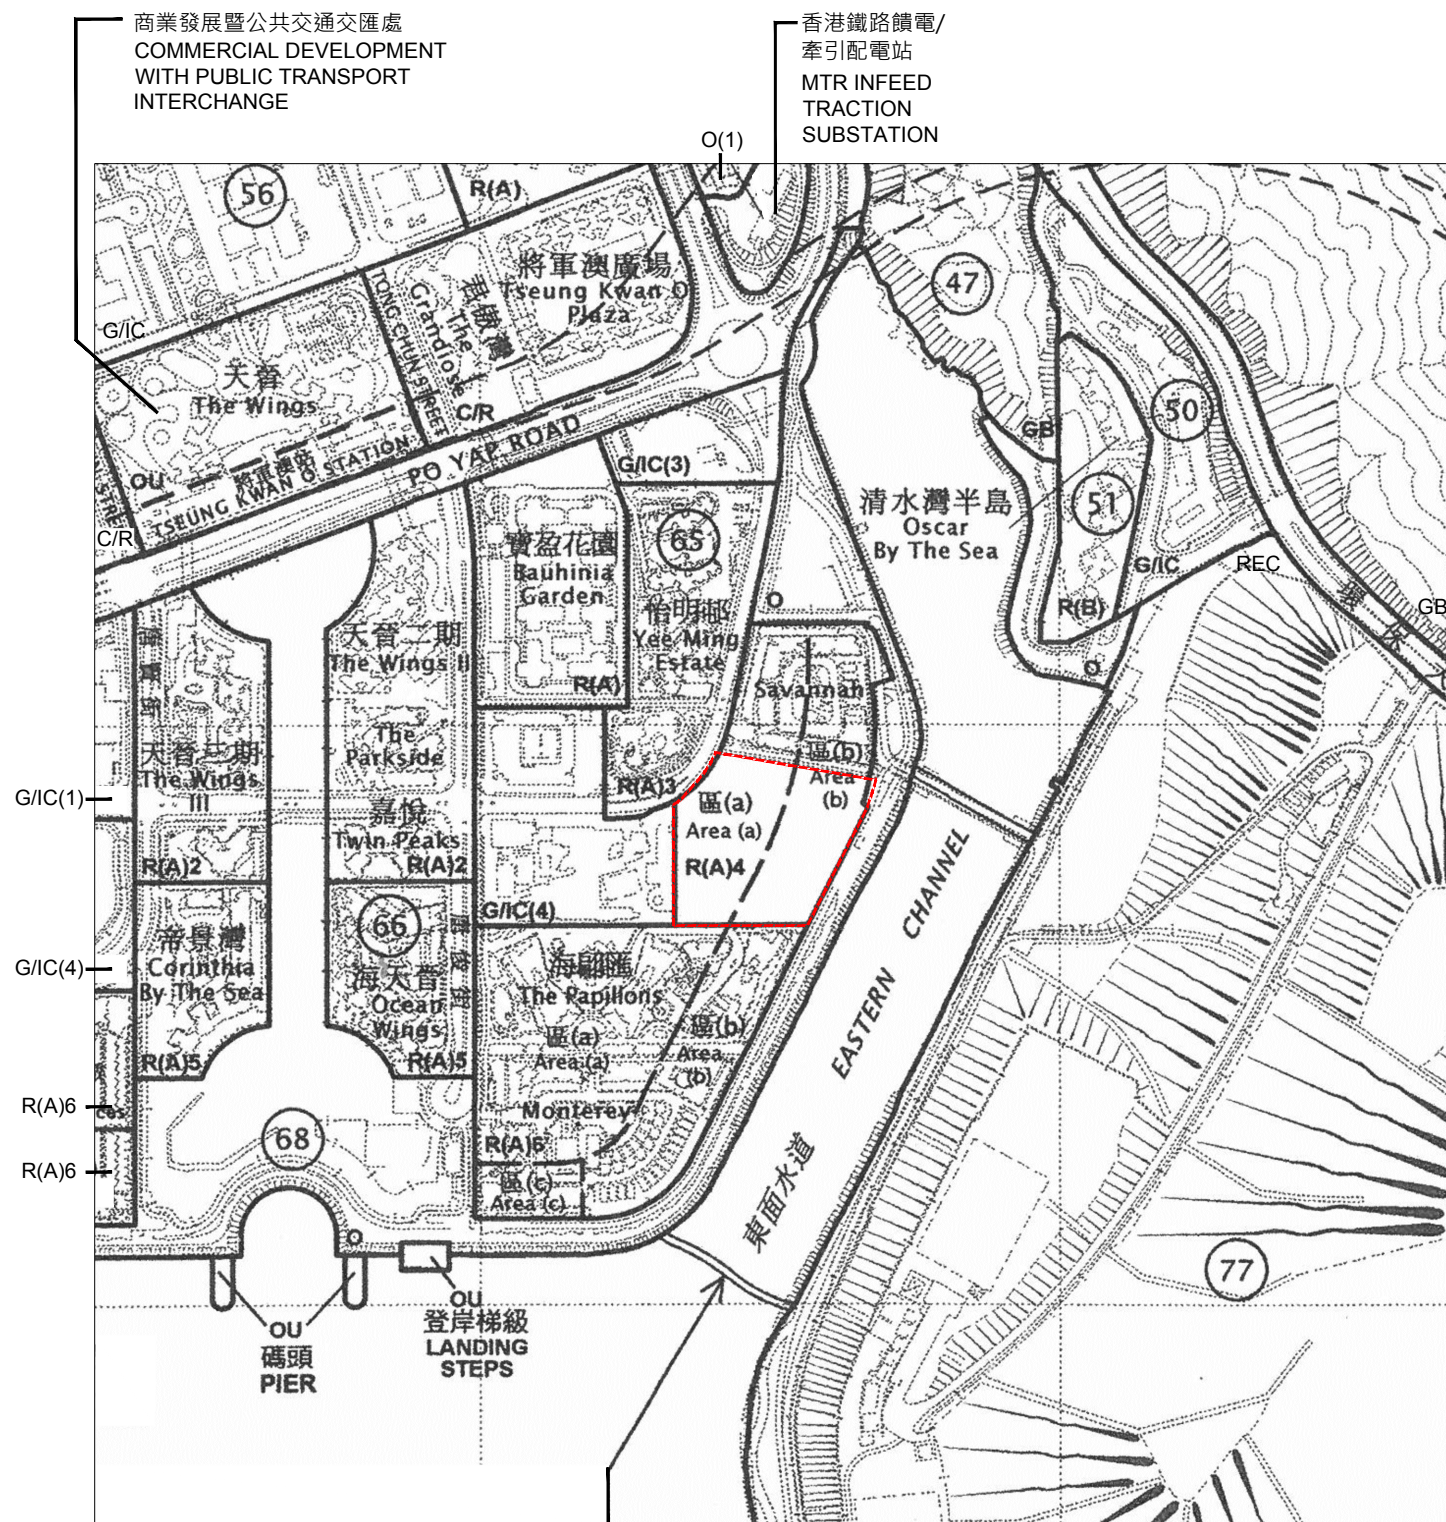 商業發展暨公共交通交匯處
COMMERCIAL DEVELOPMENT
WITH PUBLIC TRANSPORT
INTERCHANGE
香港鐵路饋電/
牽引配電站
MTR INFEED
TRACTION
SUBSTATION
O(1)
56
R(A)
將軍澳廣場
Tseung Kwan O
Plaza
The
Grandiose
TONG CHUN STREET
47
G/IC
天晉
The Wings
C/R
50
GB
OU
將軍澳站
TSEUNG KWAN O STATION
PO YAP ROAD
G/IC(3)
51
清水灣半島
Oscar
By The Sea
C/R
65
寶盈花園
Bauhinia
Garden
G/IC
REC
GB
怡明邨
Yee Ming
Estate
O
R(B)
天晉二期
The Wings II
R(A)
Savannah
O
The
Parkside
天晉三期
The Wings
III
區(b)
Area
(b)
R(A)3
區(a)
Area (a)
G/IC(1)
嘉悅
Twin Peaks
R(A)2
R(A)2
R(A)4
G/IC(4)
66
帝景灣
Corinthia
By The Sea
海天晉
Ocean
Wings
唐俊街
海翩匯
The Papillons
G/IC(4)
區(a)
Area (a)
區(b)
Area
(b)
R(A)5
R(A)5
東面水道
EASTERN CHANNEL
R(A)6
ces
Monterey
68
R(A)6
R(A)6
區(c)
Area (c)
O
77
OU
碼頭
PIER
OU
登岸梯級
LANDING
STEPS